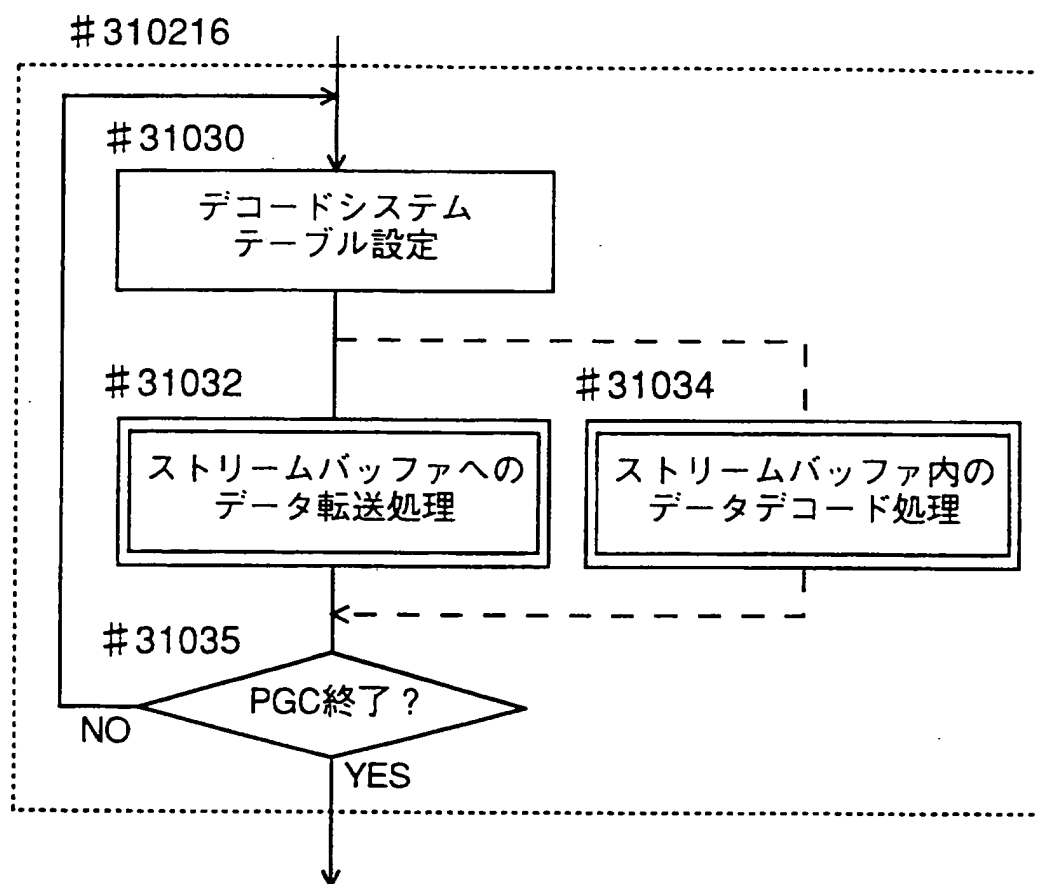 #310216
#31030
デコードシステム
テーブル設定
#31032
ストリームバッファへの
データ転送処理
#31034
ストリームバッファ内の
データデコード処理
#31035
PGC終了？
NO
YES